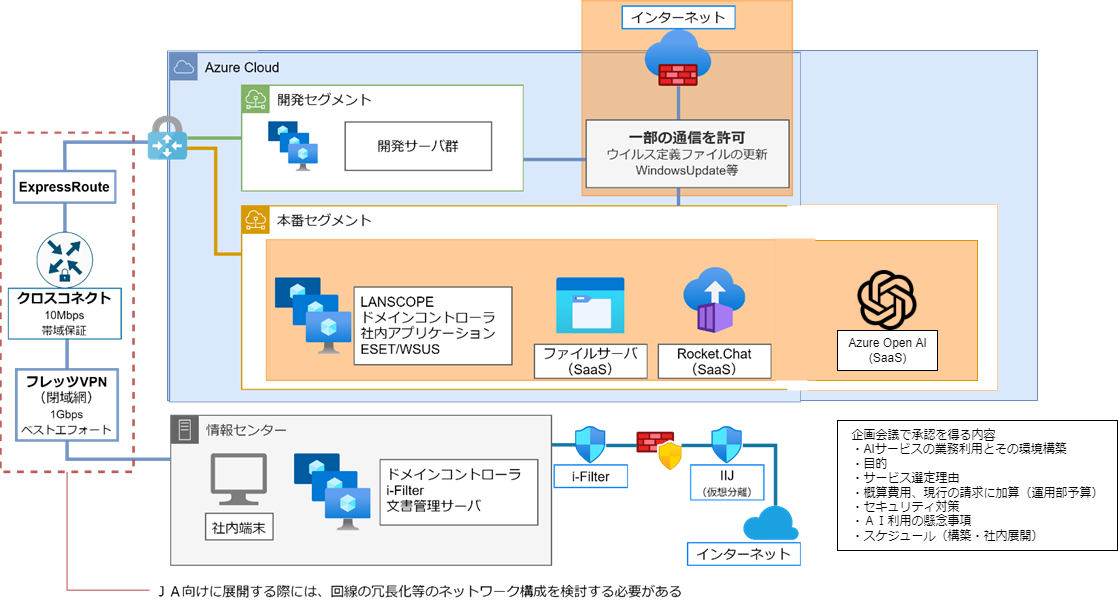 インターネット
Azure Cloud
開発セグメント
開発サーバ群
一部の通信を許可
ウイルス定義ファイルの更新
WindowsUpdate等
ExpressRoute
クロスコネクト
10Mbps
帯域保証
フレッツVPN
（閉域網）
1Gbps
ベストエフォート
本番セグメント
LANSCOPE
ドメインコントローラ
社内アプリケーション
ESET/WSUS
ファイルサーバ
（SaaS）
Rocket.Chat
（SaaS）
Azure Open AI
（SaaS）
情報センター
社内端末
ドメインコントローラ
i-Filter
文書管理サーバ
i-Filter
IIJ
（仮想分離）
インターネット
企画会議で承認を得る内容
・AIサービスの業務利用とその環境構築
・目的
・サービス選定理由
・概算費用、現行の請求に加算（運用部予算）
・セキュリティ対策
・ＡＩ利用の懸念事項
・スケジュール（構築・社内展開）
ＪＡ向けに展開する際には、回線の冗長化等のネットワーク構成を検討する必要がある